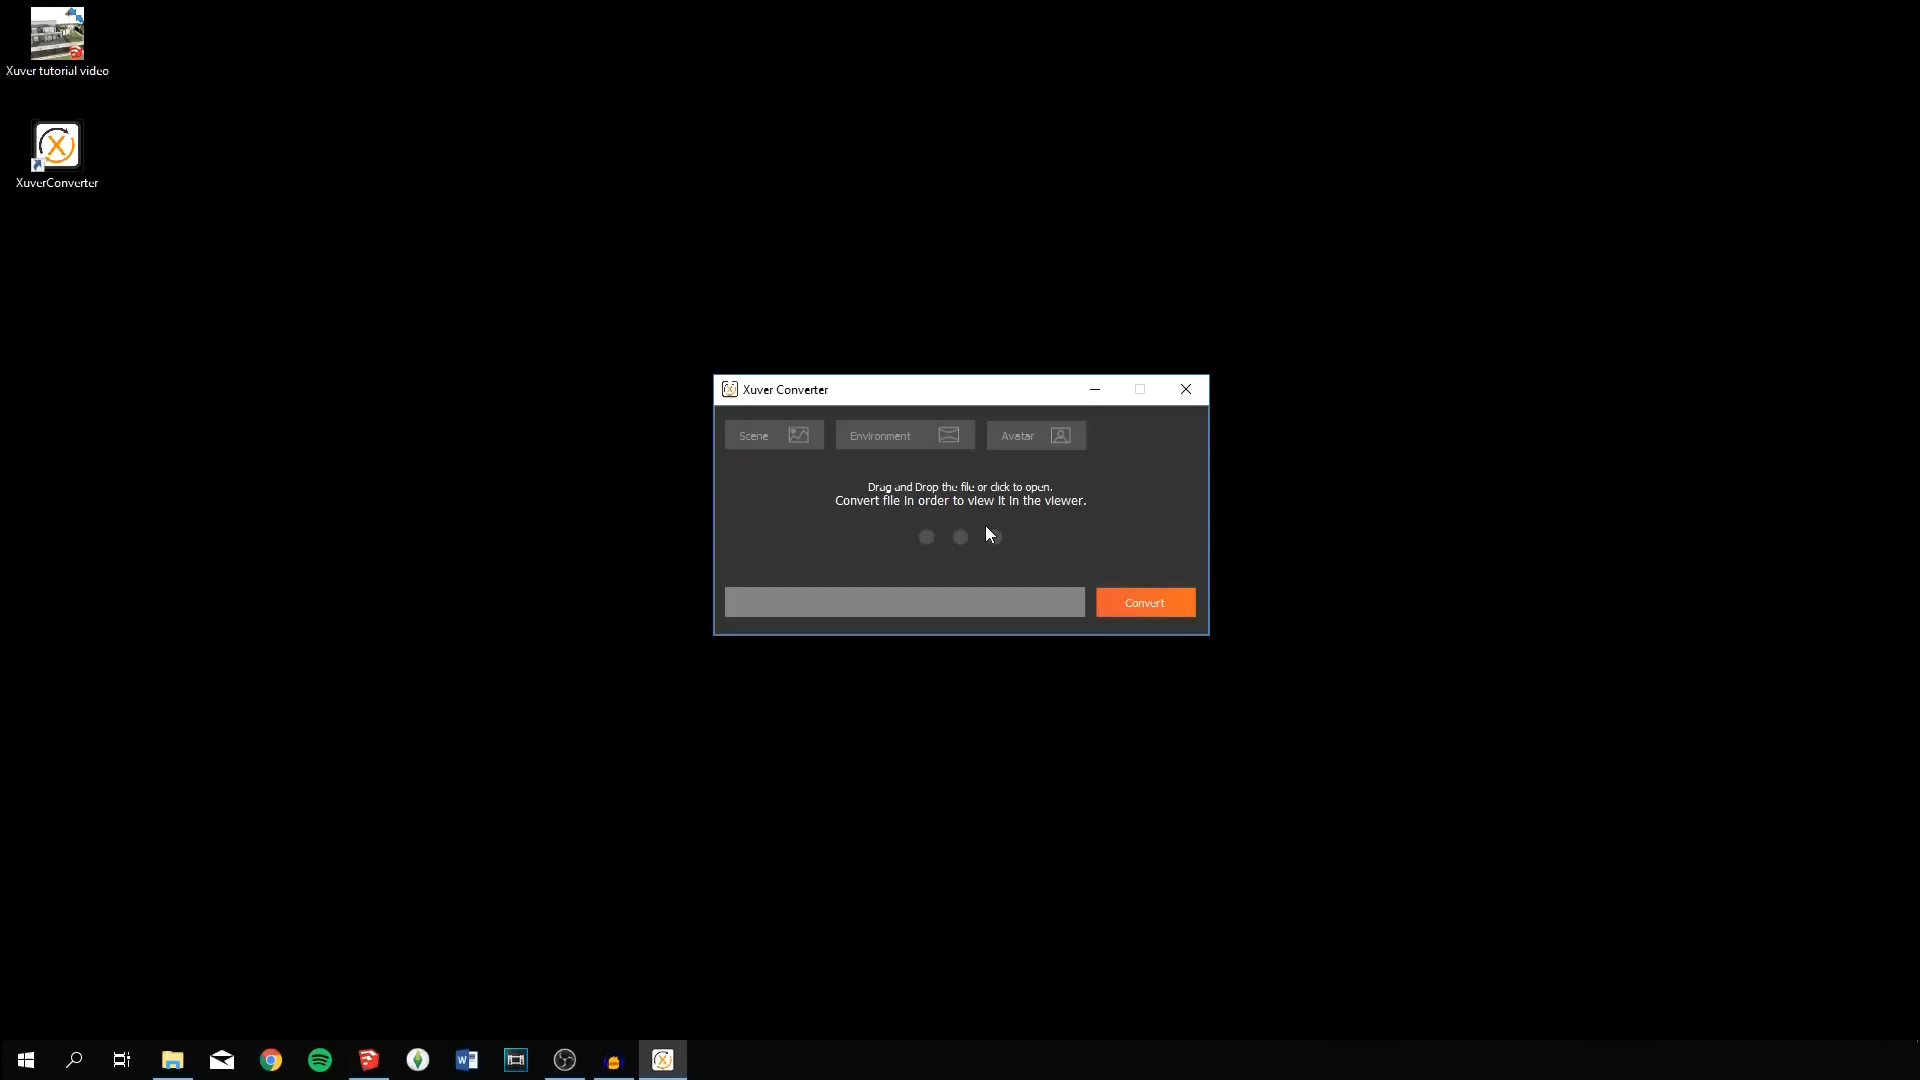 Xuver tutorial video
XuverConverter
Xuver Converter
Scene
Environment
Avatar
Drag and Drop the file or click to open.
Convert file in order to view it in the viewer.
Convert